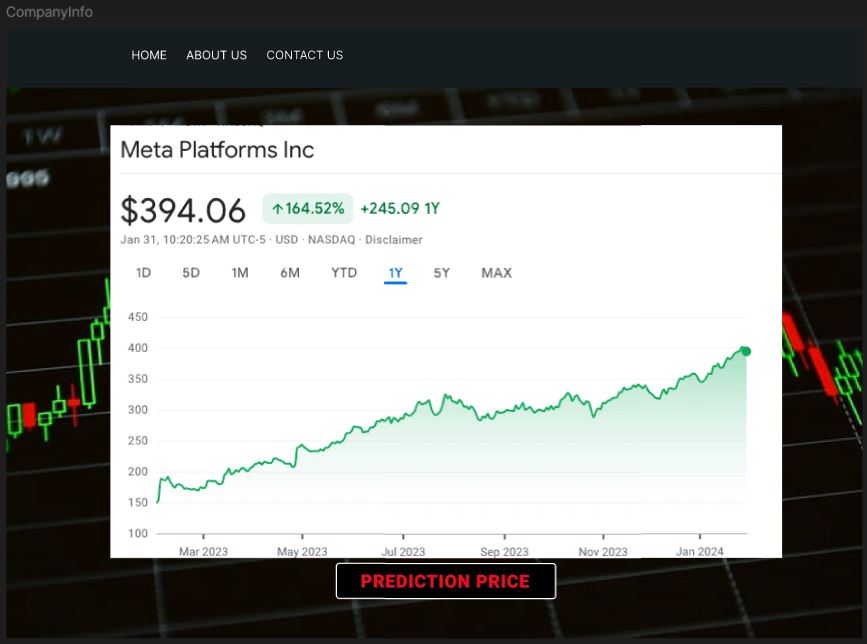 CompanyInfo
HOME ABOUT US CONTACT US
1W
995
Meta Platforms Inc
$394.06 ↑164.52% +245.09 1Y
Jan 31, 10:20:25 AM UTC-5 · USD · NASDAQ · Disclaimer
1D 5D 1M 6M YTD 1Y 5Y MAX
450
400
350
300
250
200
150
100
Mar 2023 May 2023 Jul 2023 Sep 2023 Nov 2023 Jan 2024
PREDICTION PRICE